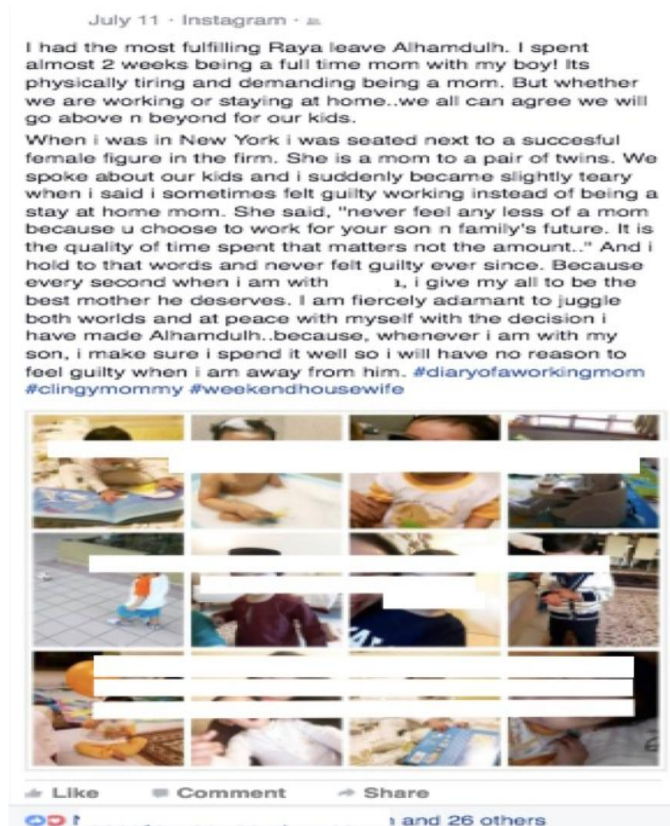 July 11 · Instagram ·
I had the most fulfilling Raya leave Alhamdulh. I spent
almost 2 weeks being a full time mom with my boy! Its
physically tiring and demanding being a mom. But whether
we are working or staying at home..we all can agree we will
go above n beyond for our kids.
When i was in New York i was seated next to a succesful
female figure in the firm. She is a mom to a pair of twins. We
spoke about our kids and i suddenly became slightly teary
when i said i sometimes felt guilty working instead of being a
stay at home mom. She said, "never feel any less of a mom
because u choose to work for your son n family's future. It is
the quality of time spent that matters not the amount.." And i
hold to that words and never felt guilty ever since. Because
every second when i am with , i give my all to be the
best mother he deserves. I am fiercely adamant to juggle
both worlds and at peace with myself with the decision i
have made Alhamdulh..because, whenever i am with my
son, i make sure i spend it well so i will have no reason to
feel guilty when i am away from him. #diaryofaworkingmom
#clingymommy #weekendhousewife
Like Comment Share
and 26 others